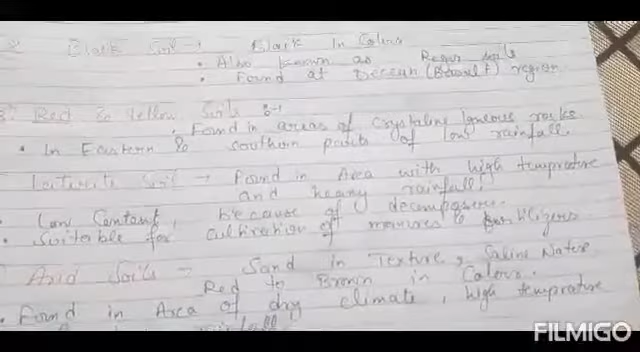 Black Soil → Black In Colour
• Also known as Regur soils
• Found at Deccan (Basalt) region
Red & Yellow Soils :-
• Found in areas of Crystalline Igneous rocks
• In Eastern & southern parts of low rainfall.
Laterite Soil → Found in Area with high temprature
and heavy rainfall.
• Low Content, because of decomposers.
• Suitable for cultivation of manures & fertilizers
Arid Soils → Sand in Texture, Saline Nature
Red to Brown in Colour.
• Found in Area of dry climate, high temprature
rainfall
FILMIGO